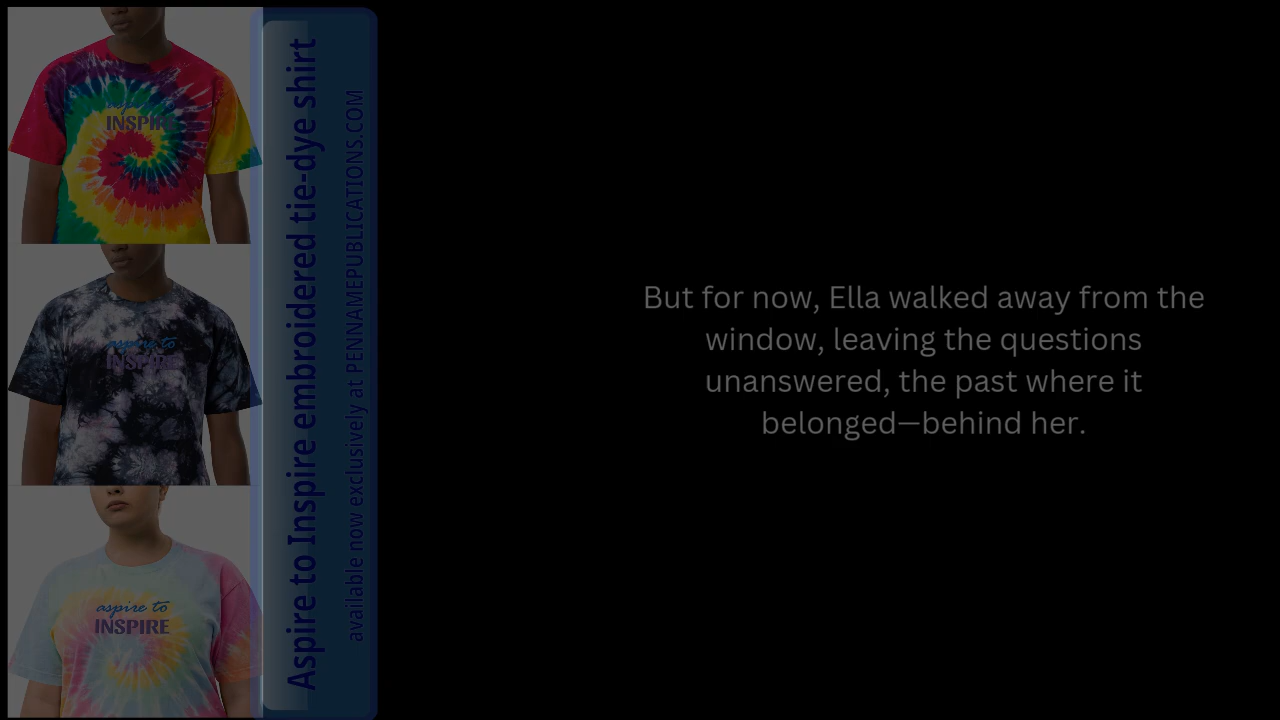 aspire to
INSPIRE
aspire to
INSPIRE
aspire to
INSPIRE
Aspire to Inspire embroidered tie-dye shirt
available now exclusively at PENNAMEPUBLICATIONS.COM
But for now, Ella walked away from the
window, leaving the questions
unanswered, the past where it
belonged—behind her.